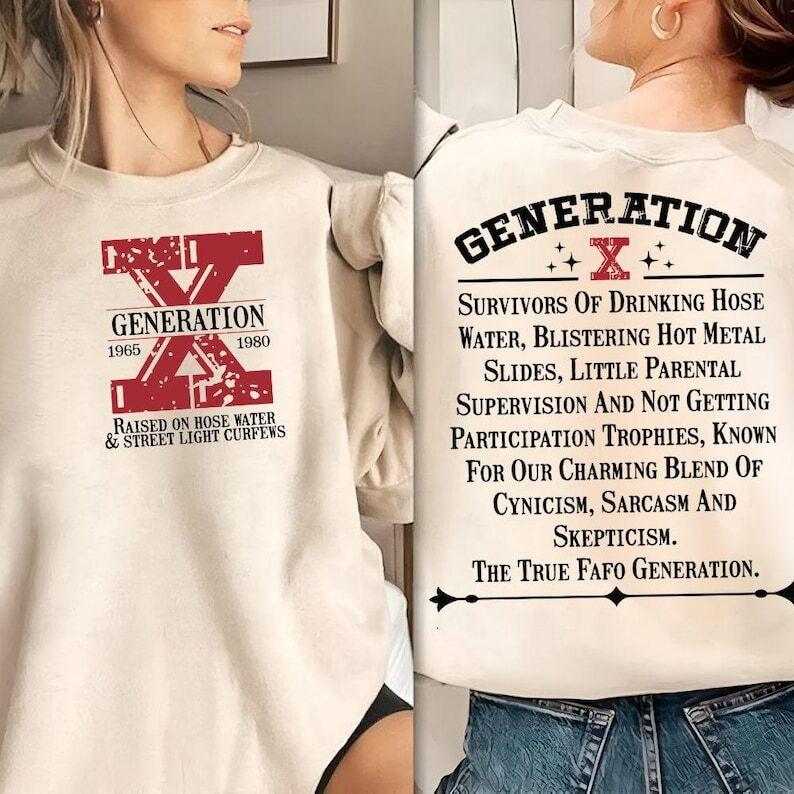 X
GENERATION
1965 1980
RAISED ON HOSE WATER
& STREET LIGHT CURFEWS
GENERATION
X
SURVIVORS OF DRINKING HOSE
WATER, BLISTERING HOT METAL
SLIDES, LITTLE PARENTAL
SUPERVISION AND NOT GETTING
PARTICIPATION TROPHIES, KNOWN
FOR OUR CHARMING BLEND OF
CYNICISM, SARCASM AND
SKEPTICISM.
THE TRUE FAFO GENERATION.